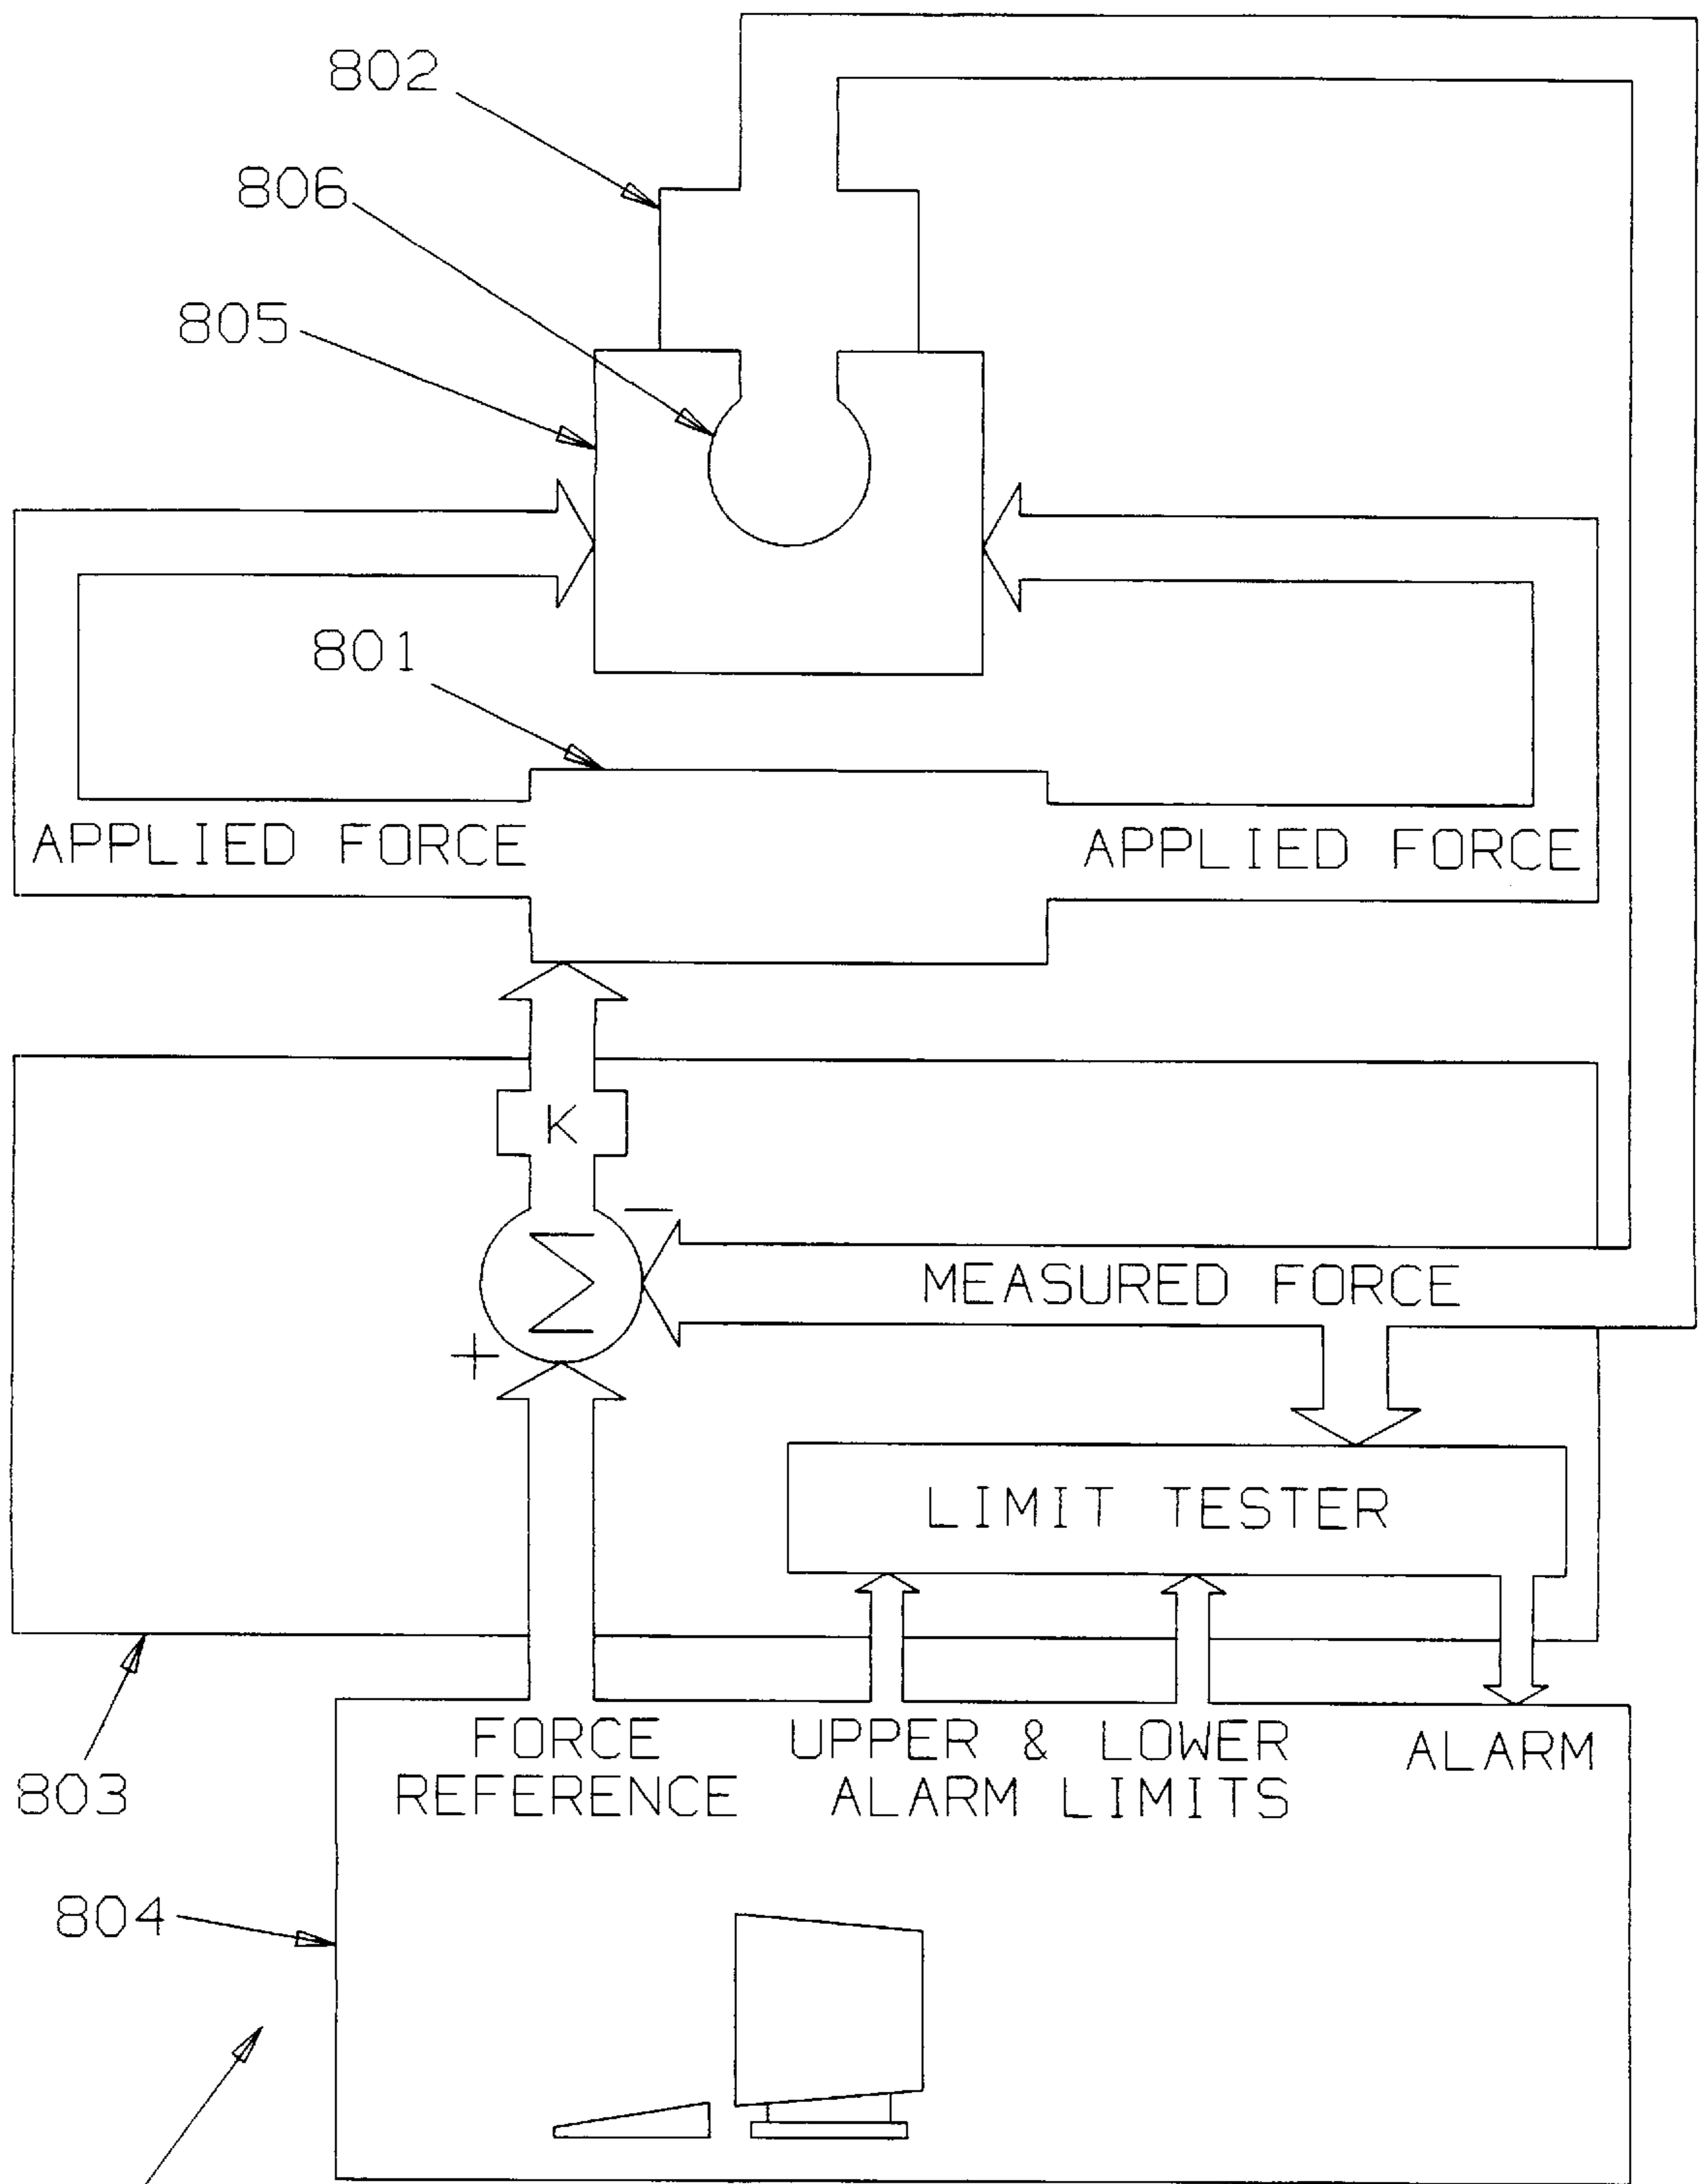 802
806
805
801
APPLIED FORCE
APPLIED FORCE
K
−
Σ
MEASURED FORCE
+
LIMIT TESTER
FORCE
REFERENCE
UPPER & LOWER
ALARM LIMITS
ALARM
803
804